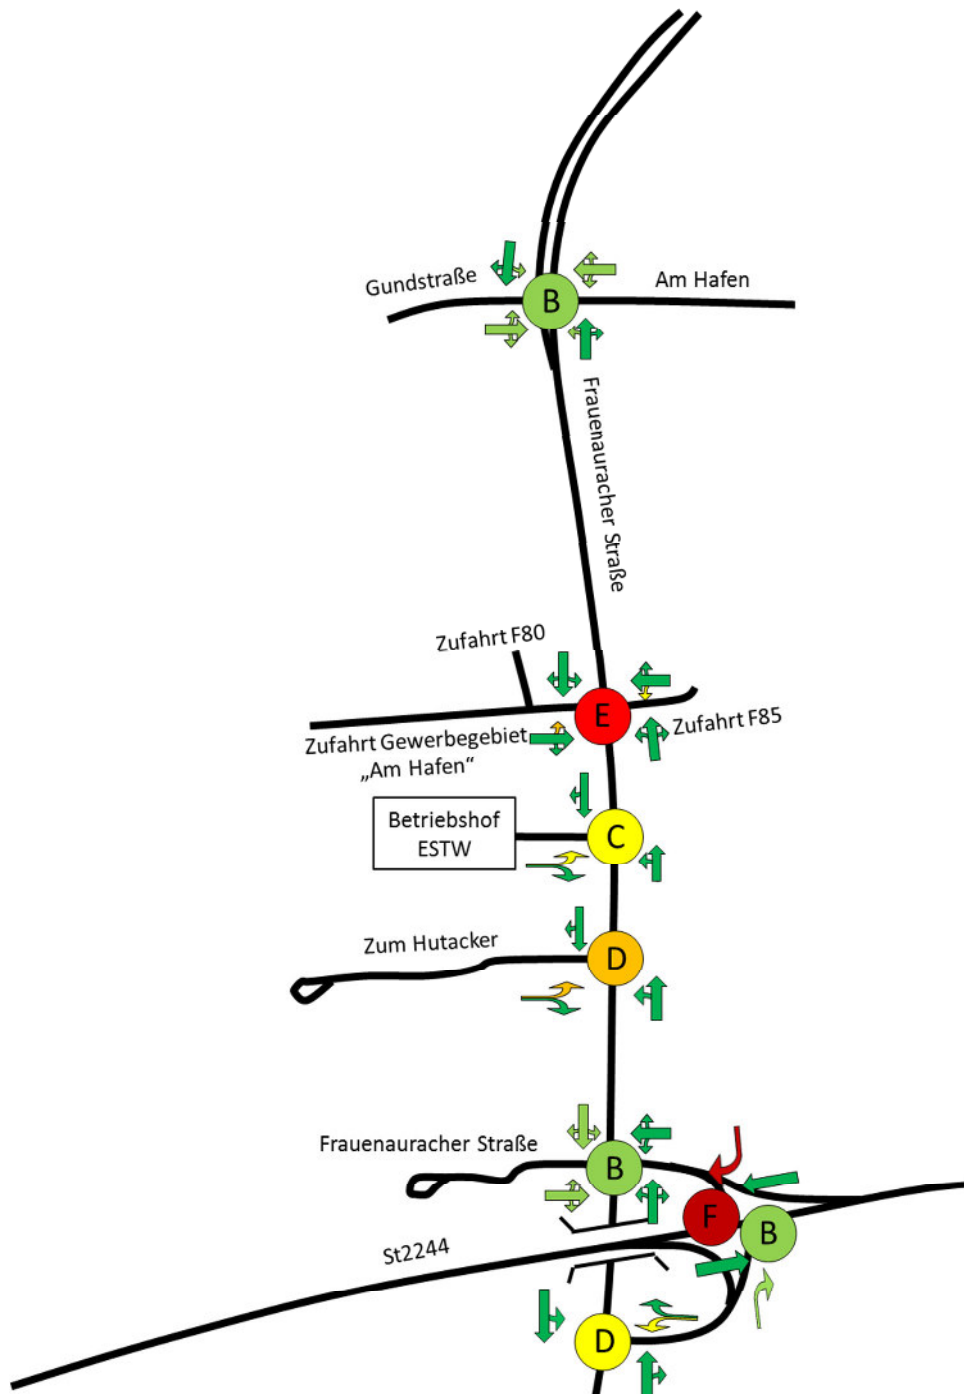 Gundstraße
Am Hafen
B
Frauenauracher Straße
Zufahrt F80
E
Zufahrt F85
Zufahrt Gewerbegebiet
„Am Hafen“
Betriebshof
ESTW
C
Zum Hutacker
D
Frauenauracher Straße
B
F
B
St2244
D